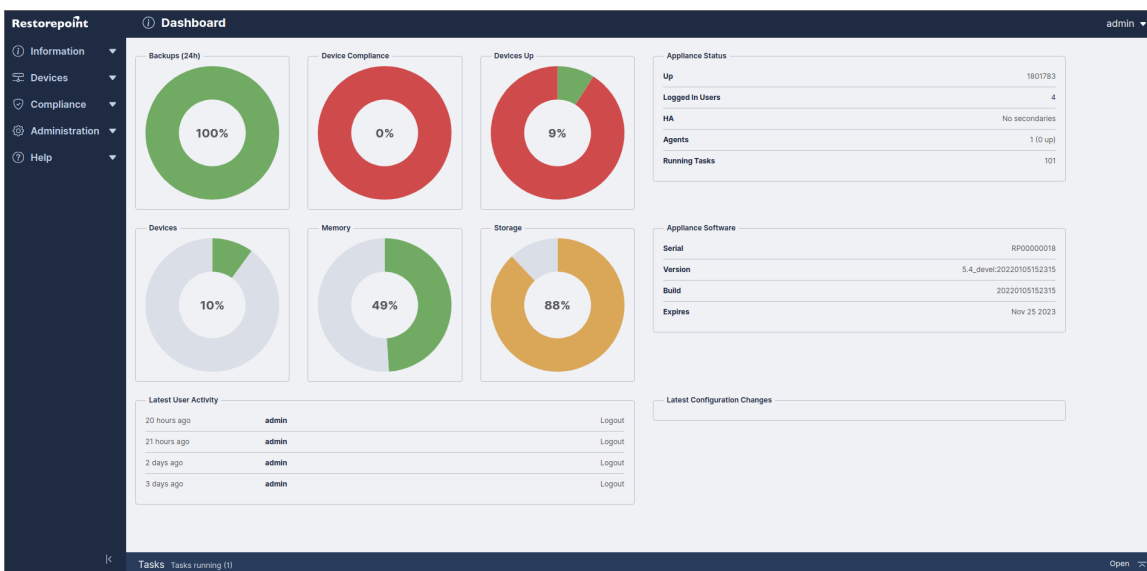 Restorepoint
Dashboard
admin
Information
Devices
Compliance
Administration
Help
Backups (24h)
100%
Device Compliance
0%
Devices Up
9%
Appliance Status
Up 1801783
Logged In Users 4
HA No secondaries
Agents 1 (0 up)
Running Tasks 101
Devices
10%
Memory
49%
Storage
88%
Appliance Software
Serial RP00000018
Version 5.4_devel:20220105152315
Build 20220105152315
Expires Nov 25 2023
Latest User Activity
20 hours ago admin Logout
21 hours ago admin Logout
2 days ago admin Logout
3 days ago admin Logout
Latest Configuration Changes
Tasks Tasks running (1)
Open